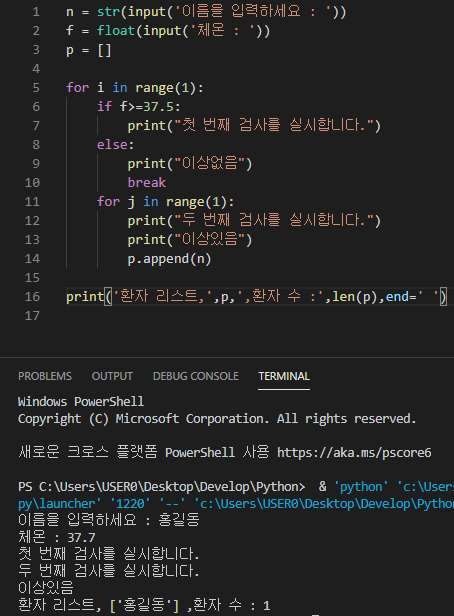 1 n = str(input('이름을 입력하세요 : '))
2 f = float(input('체온 : '))
3 p = []
4
5 for i in range(1):
6     if f>=37.5:
7         print("첫 번째 검사를 실시합니다.")
8     else:
9         print("이상없음")
10         break
11     for j in range(1):
12         print("두 번째 검사를 실시합니다.")
13         print("이상있음")
14         p.append(n)
15
16 print('환자 리스트,',p,',환자 수 :',len(p),end=' ')
17
PROBLEMS OUTPUT DEBUG CONSOLE TERMINAL
Windows PowerShell
Copyright (C) Microsoft Corporation. All rights reserved.
새로운 크로스 플랫폼 PowerShell 사용 https://aka.ms/pscore6
PS C:\Users\USER0\Desktop\Develop\Python>  & 'python' 'c:\Us
py\launcher' '1220' '--' 'c:\Users\USER0\Desktop\Develop\Pytho
이름을 입력하세요 : 홍길동
체온 : 37.7
첫 번째 검사를 실시합니다.
두 번째 검사를 실시합니다.
이상있음
환자 리스트, ['홍길동'] ,환자 수 : 1